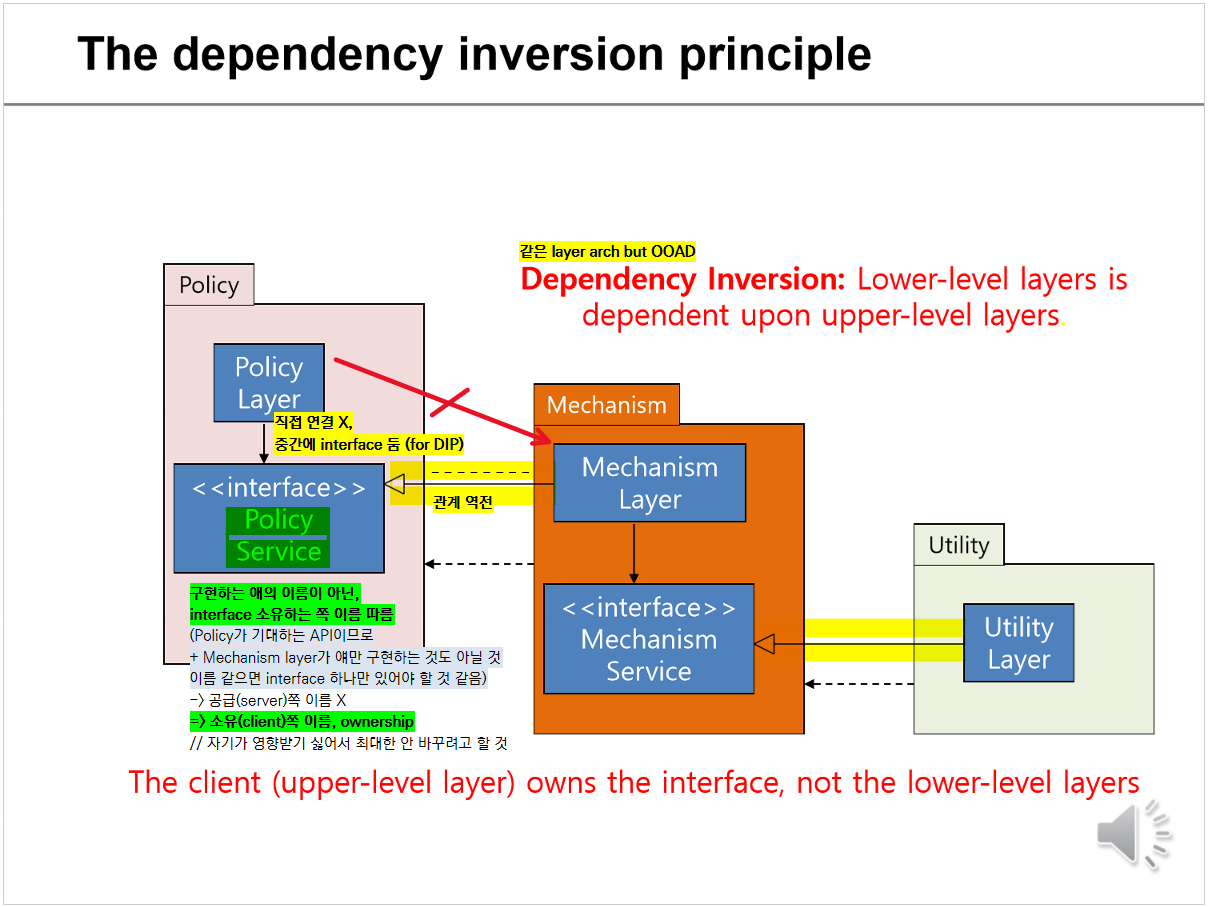 The dependency inversion principle
같은 layer arch but OOAD
Dependency Inversion: Lower-level layers is
dependent upon upper-level layers.
Policy
Policy
Layer
직접 연결 X,
중간에 interface 둠 (for DIP)
<<interface>>
Policy
Service
관계 역전
구현하는 애의 이름이 아닌,
interface 소유하는 쪽 이름 따름
(Policy가 기대하는 API이므로
+ Mechanism layer가 얘만 구현하는 것도 아닐 것
이름 같으면 interface 하나만 있어야 할 것 같음)
-> 공급(server)쪽 이름 X
=> 소유(client)쪽 이름, ownership
// 자기가 영향받기 싫어서 최대한 안 바꾸려고 할 것
Mechanism
Mechanism
Layer
<<interface>>
Mechanism
Service
Utility
Utility
Layer
The client (upper-level layer) owns the interface, not the lower-level layers